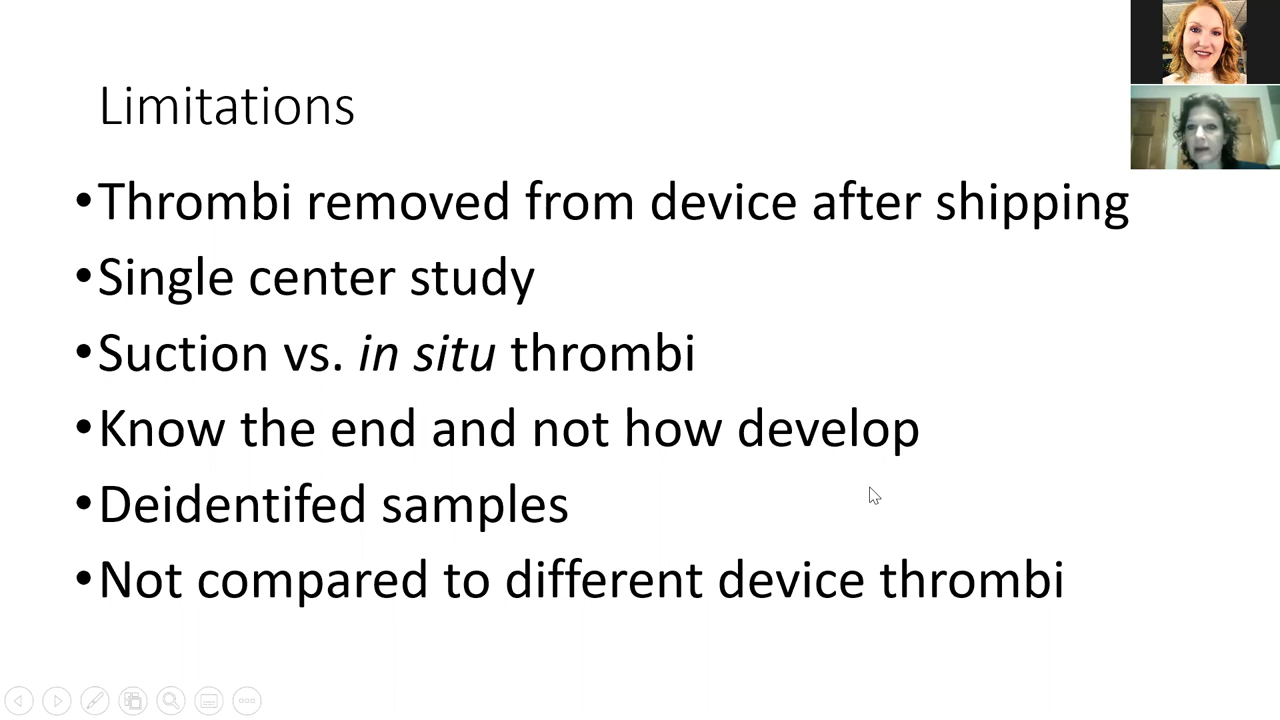 Limitations
•Thrombi removed from device after shipping
•Single center study
•Suction vs. in situ thrombi
•Know the end and not how develop
•Deidentifed samples
•Not compared to different device thrombi